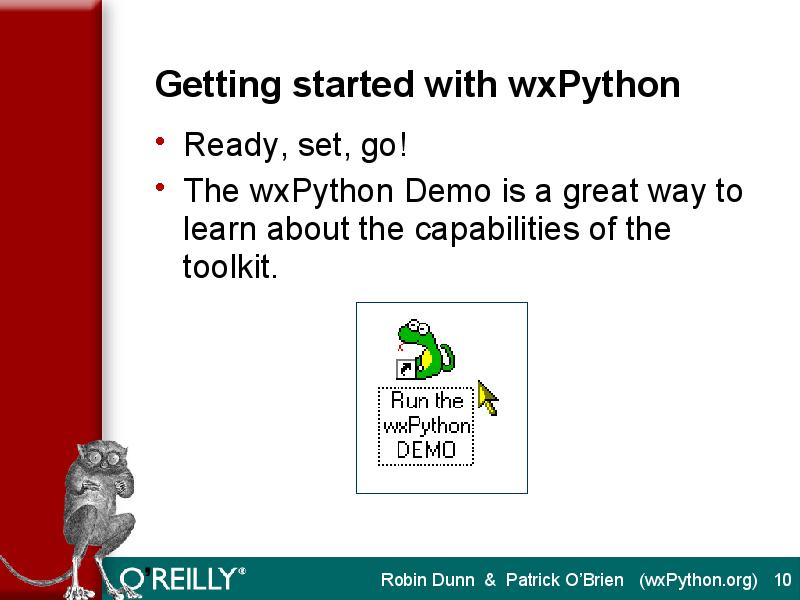 Getting started with wxPython
• Ready, set, go!
• The wxPython Demo is a great way to
learn about the capabilities of the
toolkit.
Run the
wxPython
DEMO
O'REILLY®
Robin Dunn & Patrick O'Brien (wxPython.org) 10